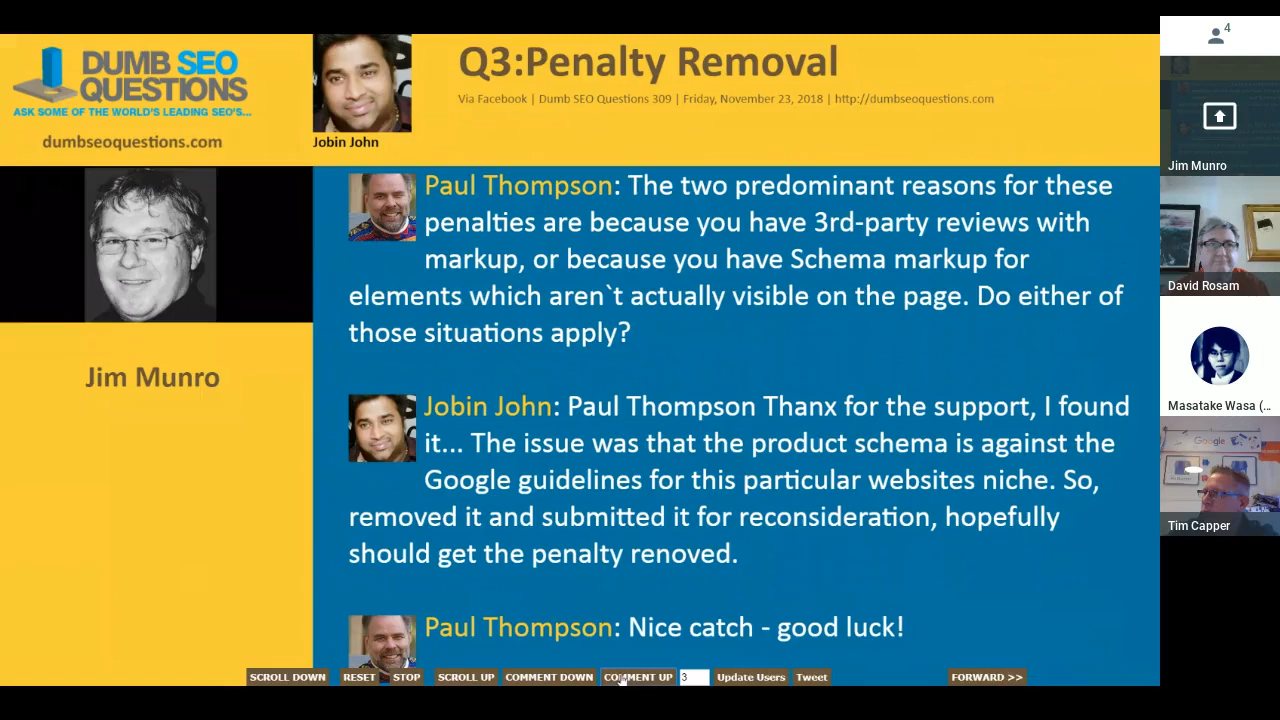 DUMB SEO
QUESTIONS
ASK SOME OF THE WORLD'S LEADING SEO'S...
dumbseoquestions.com
Jobin John
Q3:Penalty Removal
Via Facebook | Dumb SEO Questions 309 | Friday, November 23, 2018 | http://dumbseoquestions.com
Jim Munro
Paul Thompson: The two predominant reasons for these
penalties are because you have 3rd-party reviews with
markup, or because you have Schema markup for
elements which aren`t actually visible on the page. Do either of
those situations apply?
Jobin John: Paul Thompson Thanx for the support, I found
it... The issue was that the product schema is against the
Google guidelines for this particular websites niche. So,
removed it and submitted it for reconsideration, hopefully
should get the penalty renoved.
Paul Thompson: Nice catch - good luck!
SCROLL DOWN RESET STOP SCROLL UP COMMENT DOWN COMMENT UP 3 Update Users Tweet FORWARD >>
4
Jim Munro
David Rosam
Masatake Wasa (...
Google
Tim Capper